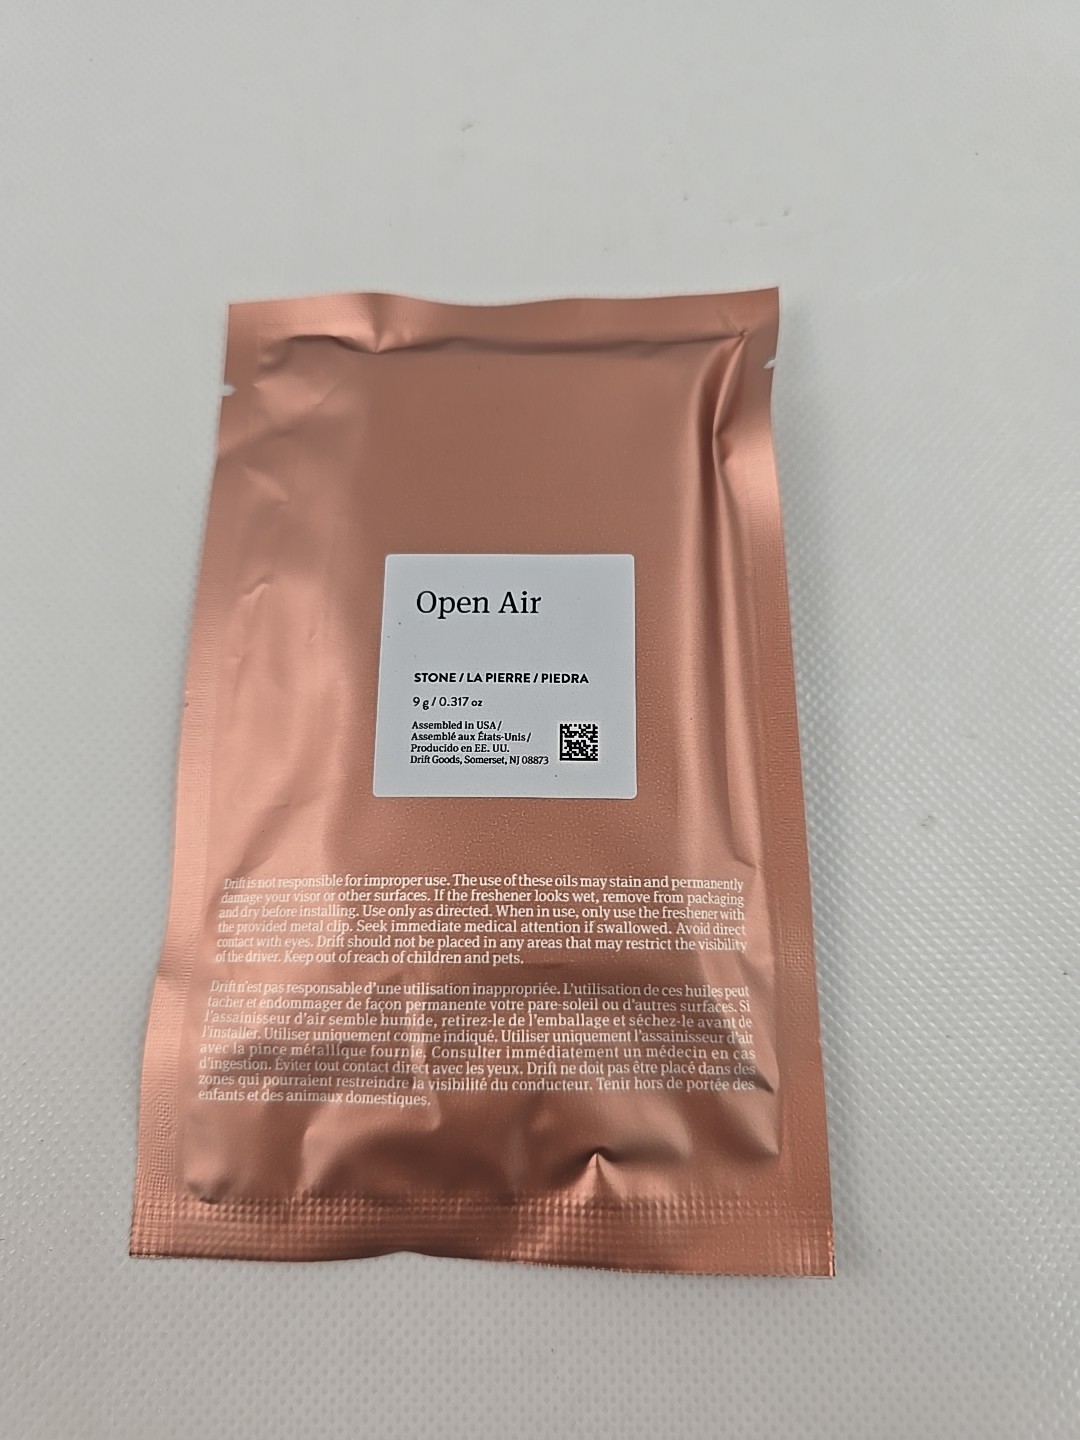 Open Air
STONE / LA PIERRE / PIEDRA
9 g / 0.317 oz
Assembled in USA /
Assemblé aux États-Unis /
Producido en EE. UU.
Drift Goods, Somerset, NJ 08873
Drift is not responsible for improper use. The use of these oils may stain and permanently
damage your visor or other surfaces. If the freshener looks wet, remove from packaging
and dry before installing. Use only as directed. When in use, only use the freshener with
the provided metal clip. Seek immediate medical attention if swallowed. Avoid direct
contact with eyes. Drift should not be placed in any areas that may restrict the visibility
of the driver. Keep out of reach of children and pets.
Drift n'est pas responsable d'une utilisation inappropriée. L'utilisation de ces huiles peut
tacher et endommager de façon permanente votre pare-soleil ou d'autres surfaces. Si
l'assainisseur d'air semble humide, retirez-le de l'emballage et séchez-le avant de
l'installer. Utiliser uniquement comme indiqué. Utiliser uniquement l'assainisseur d'air
avec la pince métallique fournie. Consulter immédiatement un médecin en cas
d'ingestion. Éviter tout contact direct avec les yeux. Drift ne doit pas être placé dans des
zones qui pourraient restreindre la visibilité du conducteur. Tenir hors de portée des
enfants et des animaux domestiques.